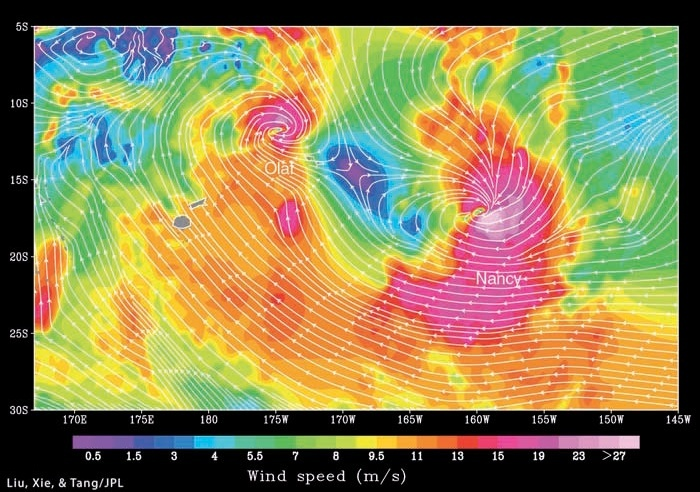 5S
10S
Olaf
15S
20S
Nancy
25S
30S
170E 175E 180 175W 170W 165W 160W 155W 150W 145W
0.5 1.5 3 4 5.5 7 8 9.5 11 13 15 19 23 >27
Wind speed (m/s)
Liu, Xie, & Tang/JPL